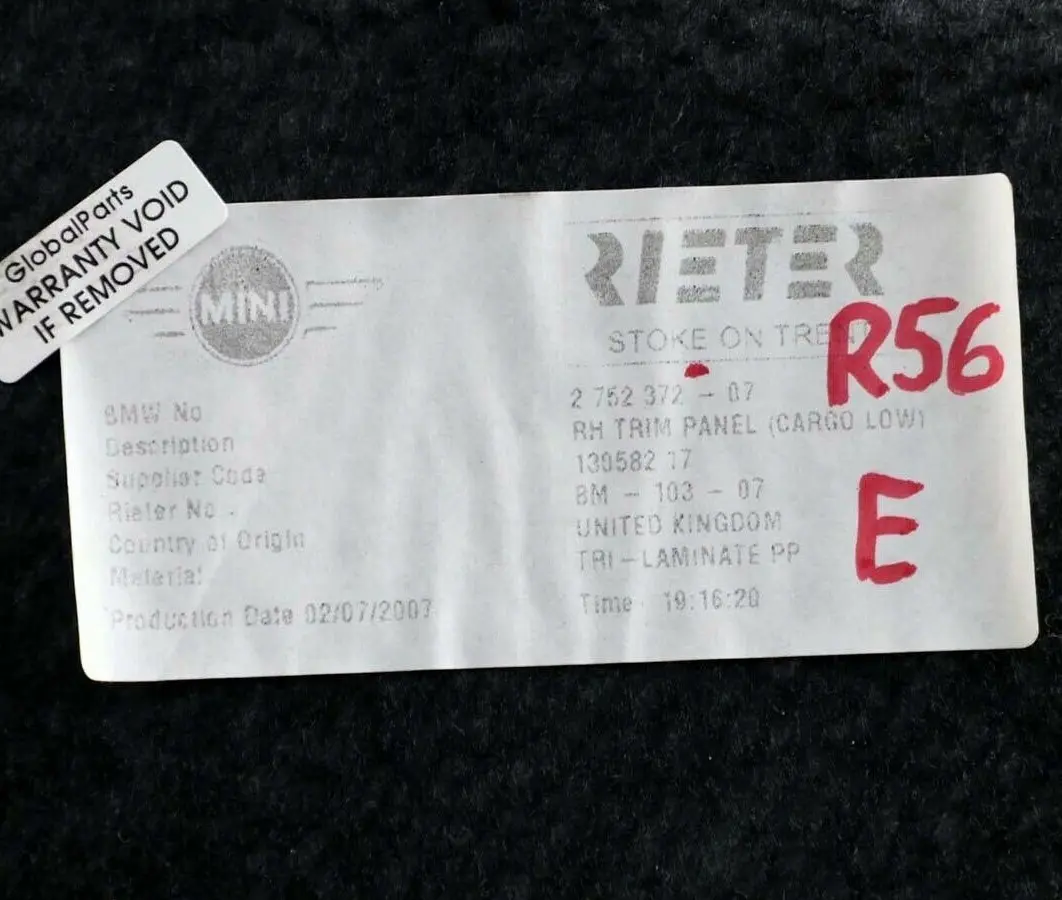 GlobalParts
WARRANTY VOID
IF REMOVED
MINI
RIETER
STOKE ON TRENT
R56
BMW No 2 752 372 - 07
Description RH TRIM PANEL (CARGO LOW)
Supplier Code 130582 17
Rieter No . BM - 103 - 07
E
Country of Origin UNITED KINGDOM
Material TRI-LAMINATE PP
Production Date 02/07/2007 Time 19:16:20